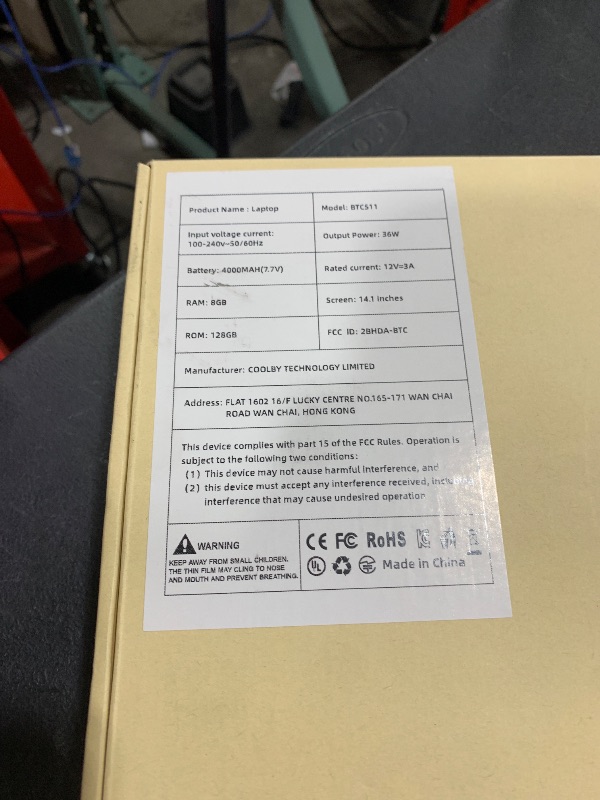 Product Name : Laptop
Model: BTC511
Input voltage current:
100-240v~50/60Hz
Output Power: 36W
Battery: 4000MAH(7.7V)
Rated current: 12V=3A
RAM: 8GB
Screen: 14.1 inches
ROM: 128GB
FCC ID: 2BHDA-BTC
Manufacturer: COOLBY TECHNOLOGY LIMITED
Address: FLAT 1602 16/F LUCKY CENTRE NO.165-171 WAN CHAI
ROAD WAN CHAI, HONG KONG
This device complies with part 15 of the FCC Rules. Operation is
subject to the following two conditions:
(1) This device may not cause harmful interference, and
(2) this device must accept any interference received,
interference that may cause undesired operation
WARNING
KEEP AWAY FROM SMALL CHILDREN.
THE THIN FILM MAY CLING TO NOSE
AND MOUTH AND PREVENT BREATHING.
CE FC RoHS
UL Made in China